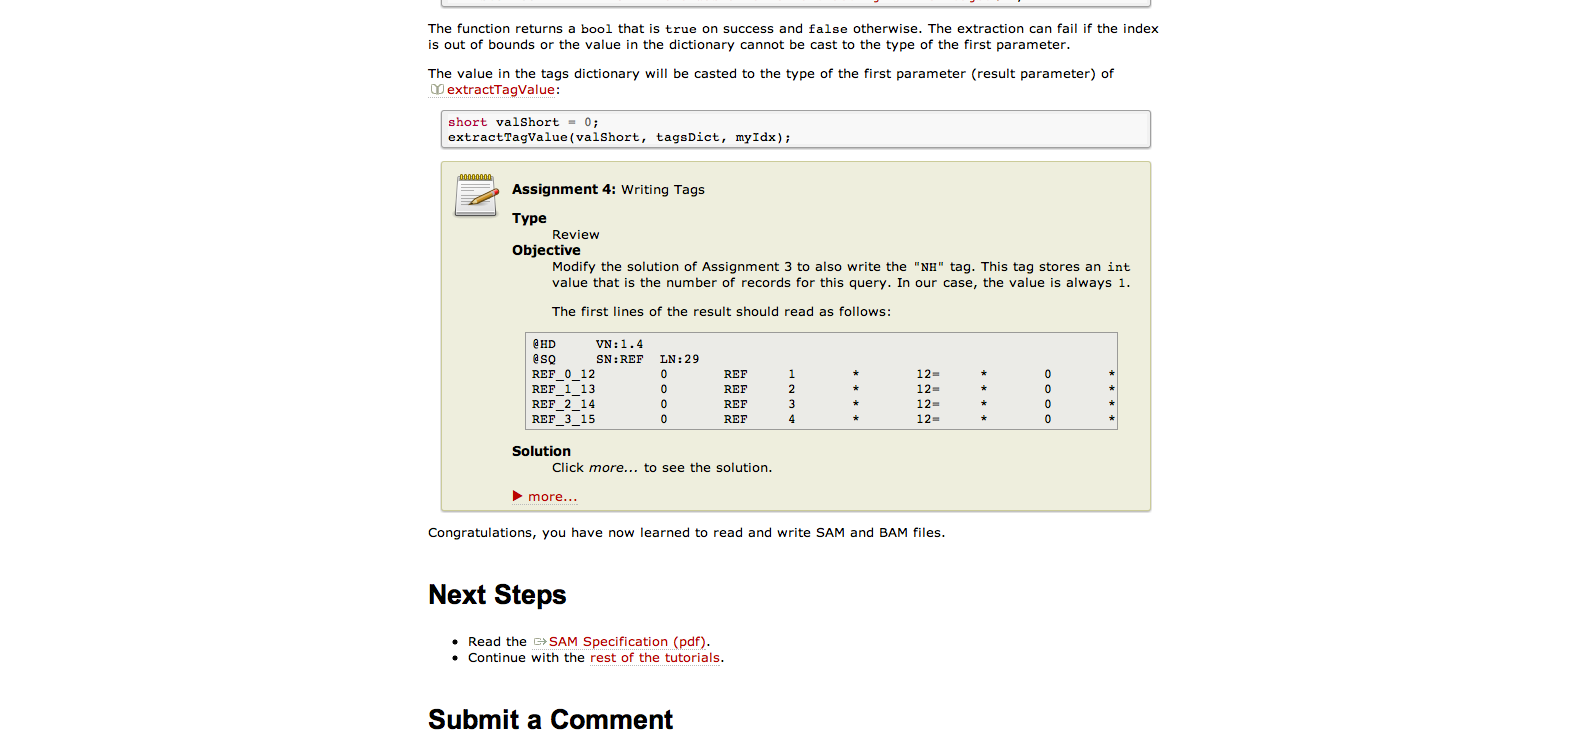 The function returns a bool that is true on success and false otherwise. The extraction can fail if the index
is out of bounds or the value in the dictionary cannot be cast to the type of the first parameter.
The value in the tags dictionary will be casted to the type of the first parameter (result parameter) of
extractTagValue:
short valShort = 0;
extractTagValue(valShort, tagsDict, myIdx);
Assignment 4: Writing Tags
Type
Review
Objective
Modify the solution of Assignment 3 to also write the "NH" tag. This tag stores an int
value that is the number of records for this query. In our case, the value is always 1.
The first lines of the result should read as follows:
@HD VN:1.4
@SQ SN:REF LN:29
REF_0_12 0 REF 1 * 12= * 0 *
REF_1_13 0 REF 2 * 12= * 0 *
REF_2_14 0 REF 3 * 12= * 0 *
REF_3_15 0 REF 4 * 12= * 0 *
Solution
Click more... to see the solution.
more...
Congratulations, you have now learned to read and write SAM and BAM files.
Next Steps
• Read the SAM Specification (pdf).
• Continue with the rest of the tutorials.
Submit a Comment